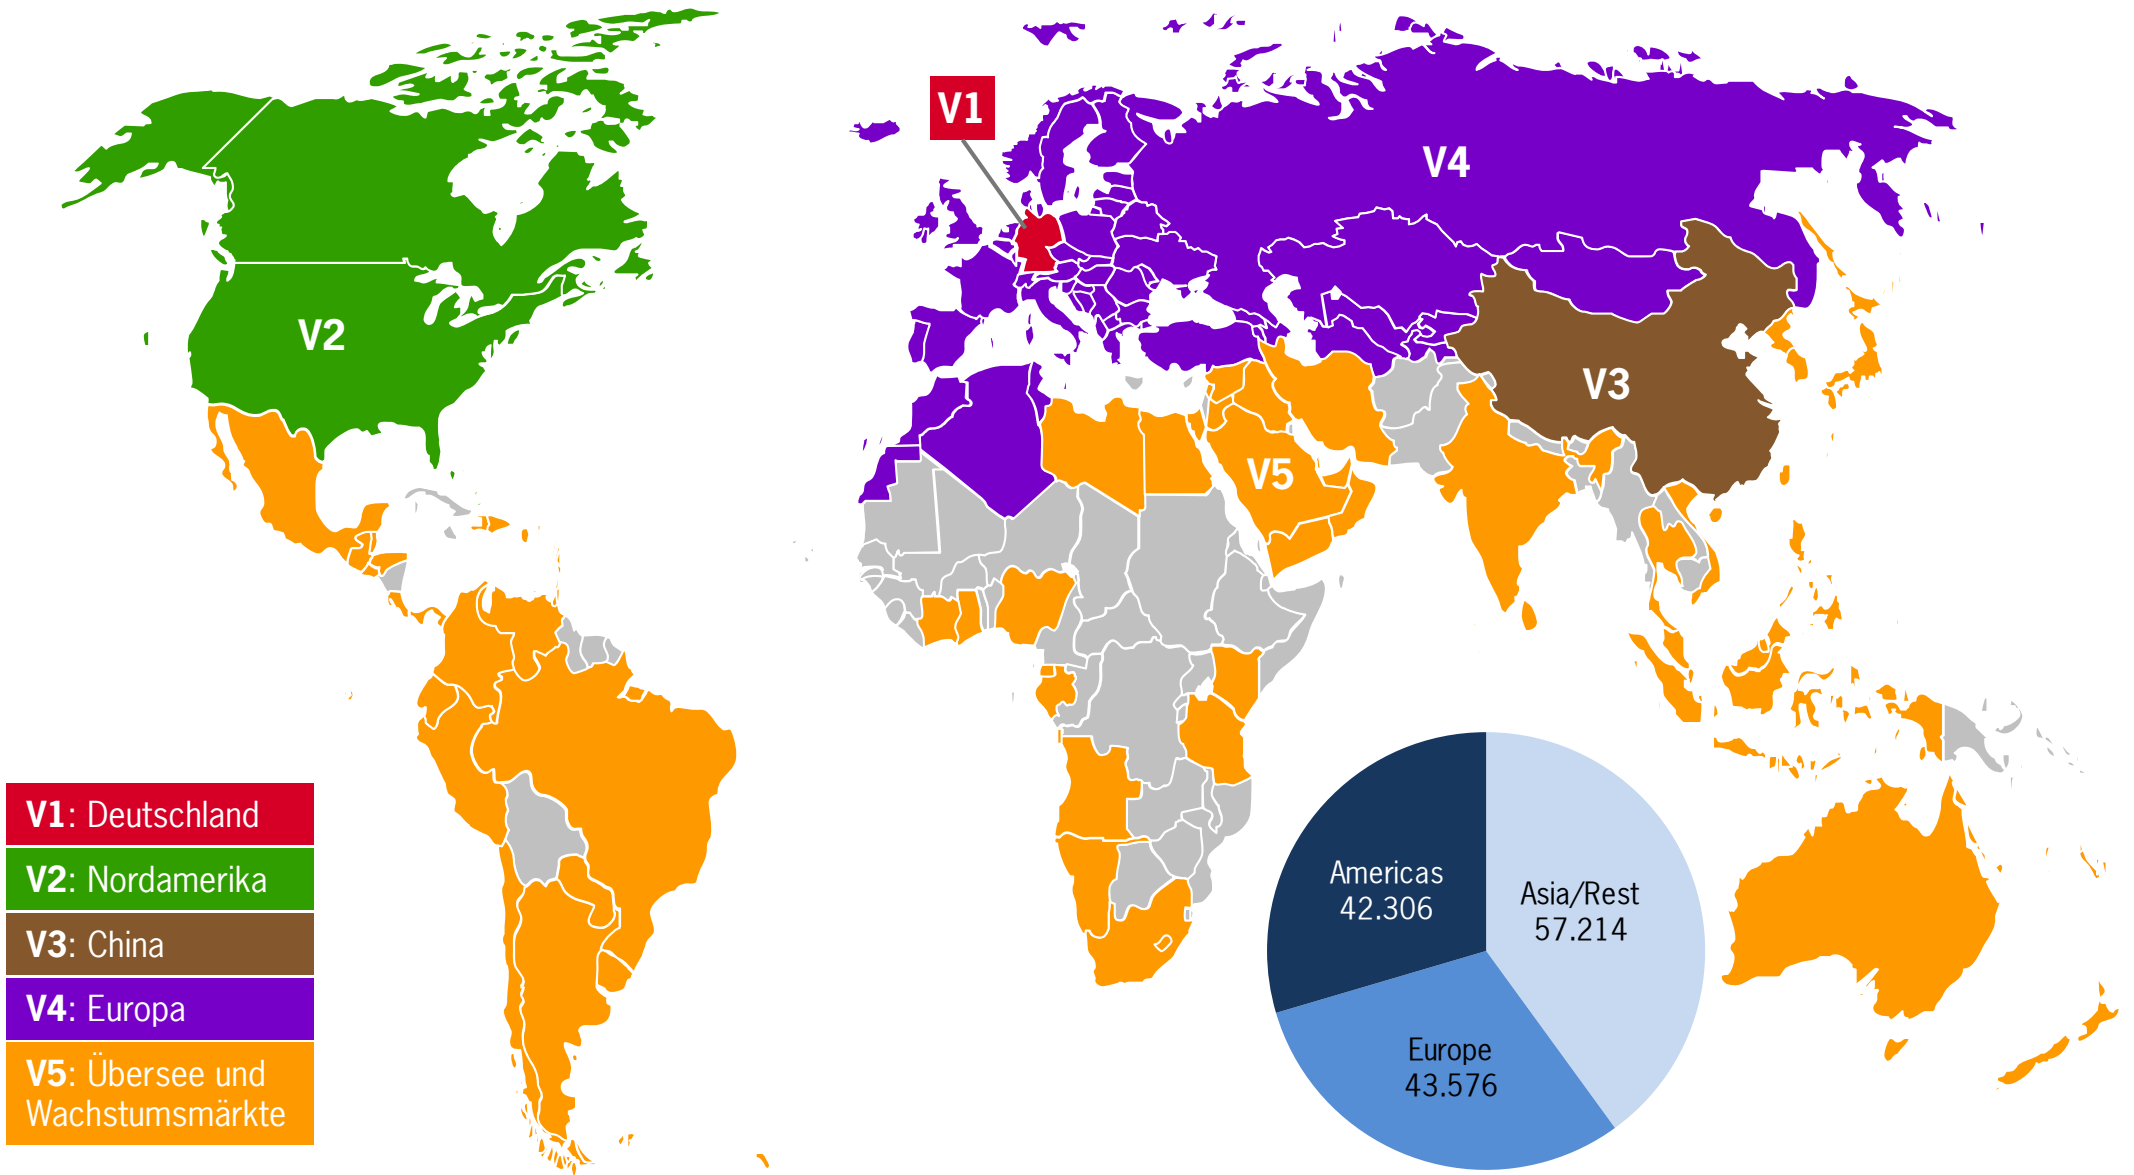 V1
V4
V2
V3
V5
V1: Deutschland
V2: Nordamerika
V3: China
V4: Europa
V5: Übersee und
Wachstumsmärkte
Americas
42.306
Asia/Rest
57.214
Europe
43.576